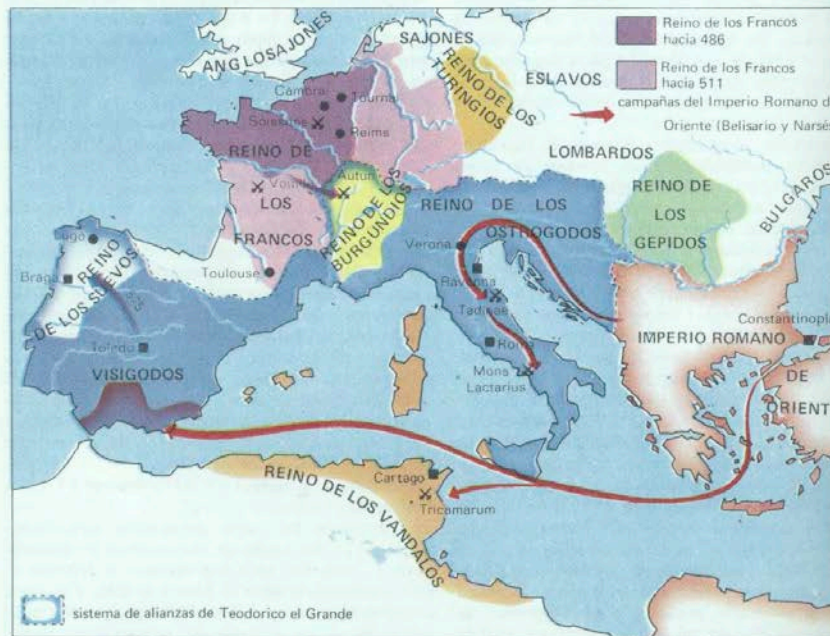 Reino de los Francos
hacia 486
Reino de los Francos
hacia 511
campañas del Imperio Romano d
Oriente (Belisario y Narsé
SAJONES
ANGLOSAJONES
REINO DE LOS
TURINGIOS
ESLAVOS
Cambrai
Tournai
Soissons
Reims
REINO DE
LOS
FRANCOS
Vouillé
Autun
REINO DE LOS
BURGUNDIOS
LOMBARDOS
REINO DE LOS
OSTROGODOS
REINO DE
LOS
GEPIDOS
BULGAROS
Lugo
Braga
REINO
DE LOS SUEVOS
585
Toulouse
Toledo
VISIGODOS
Verona
Ravenna
Tadinae
Roma
Mons
Lactarius
Constantinopl
IMPERIO ROMANO
DE
ORIENT
Cartago
Tricamarum
REINO DE LOS VANDALOS
sistema de alianzas de Teodorico el Grande